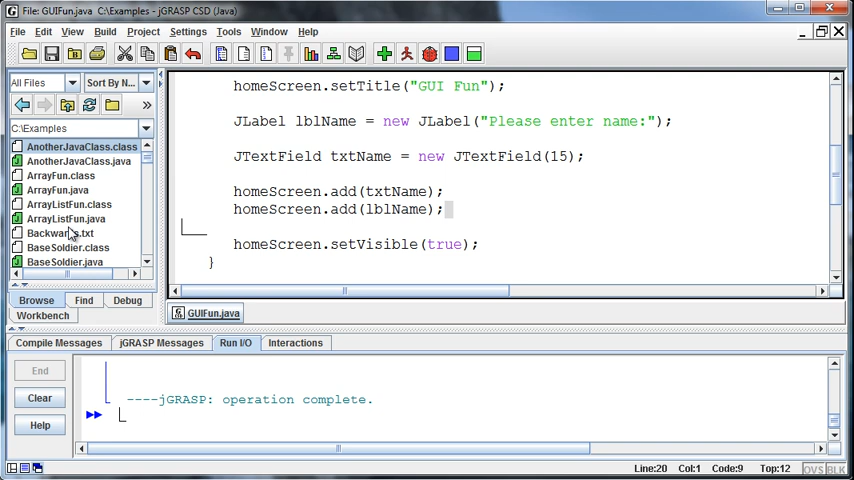 File: GUIFun.java  C:\Examples - jGRASP CSD (Java)
File Edit View Build Project Settings Tools Window Help
All Files Sort By N...
C:\Examples
AnotherJavaClass.class
AnotherJavaClass.java
ArrayFun.class
ArrayFun.java
ArrayListFun.class
ArrayListFun.java
Backwards.txt
BaseSoldier.class
BaseSoldier.java
Browse Find Debug
Workbench
homeScreen.setTitle("GUI Fun");
JLabel lblName = new JLabel("Please enter name:");
JTextField txtName = new JTextField(15);
homeScreen.add(txtName);
homeScreen.add(lblName);
homeScreen.setVisible(true);
}
GUIFun.java
Compile Messages jGRASP Messages Run I/O Interactions
End
Clear
Help
----jGRASP: operation complete.
Line:20 Col:1 Code:9 Top:12 OVS BLK